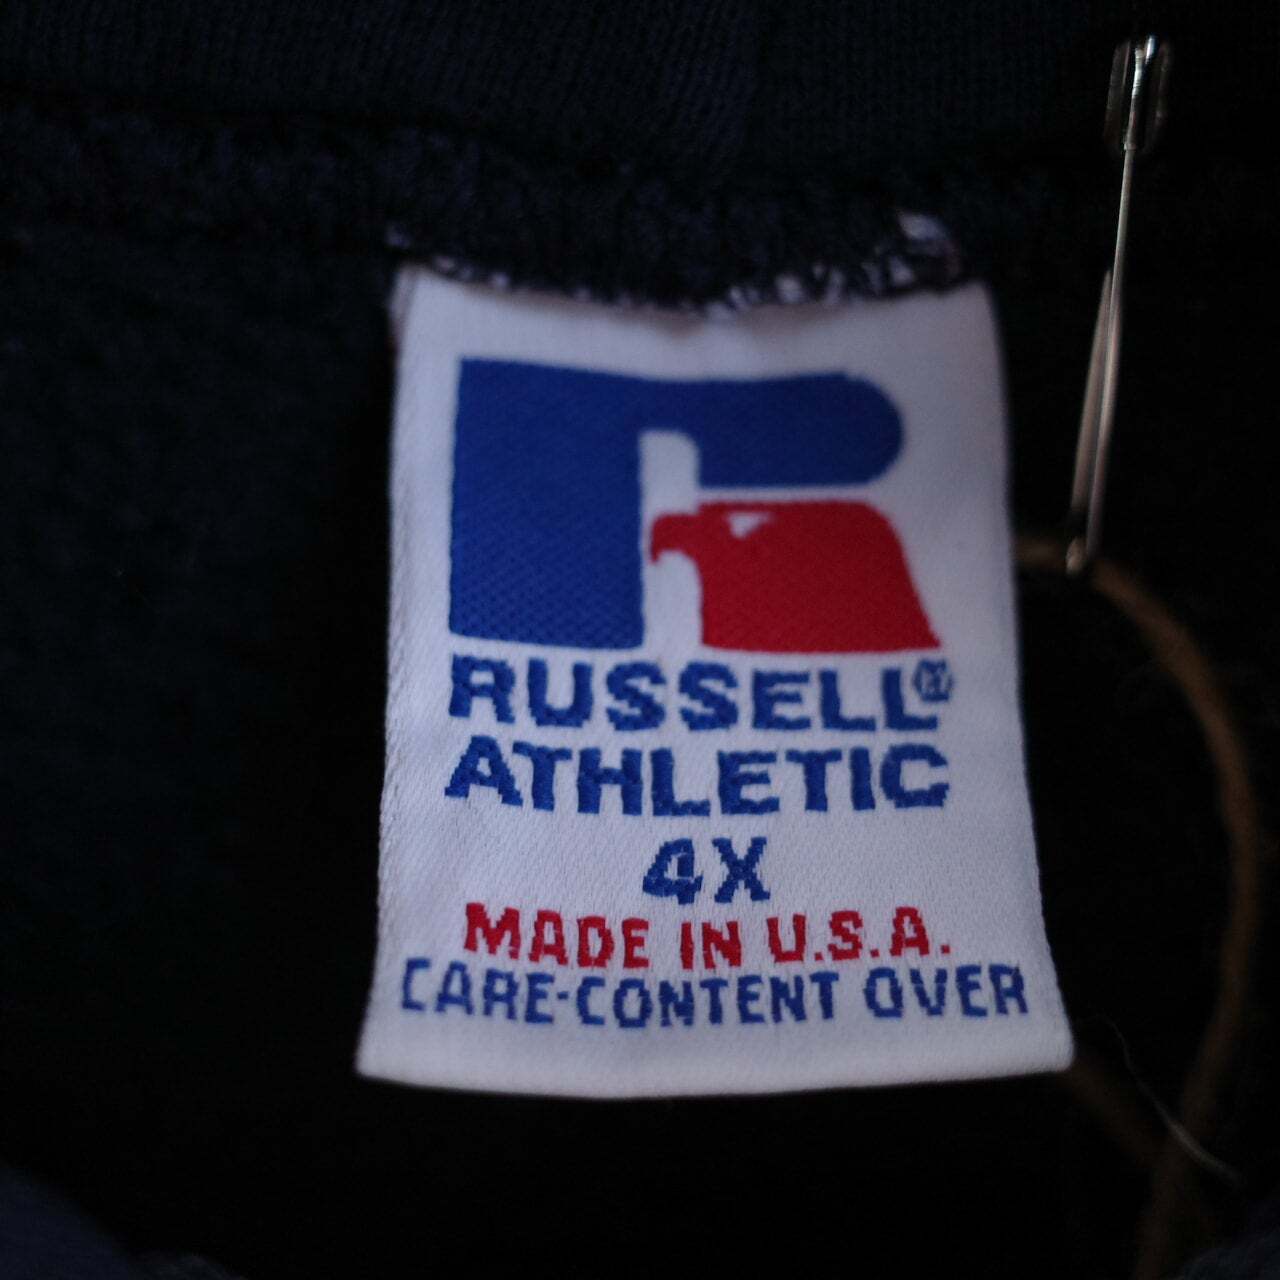 RUSSELL®
ATHLETIC
4X
MADE IN U.S.A.
CARE-CONTENT OVER